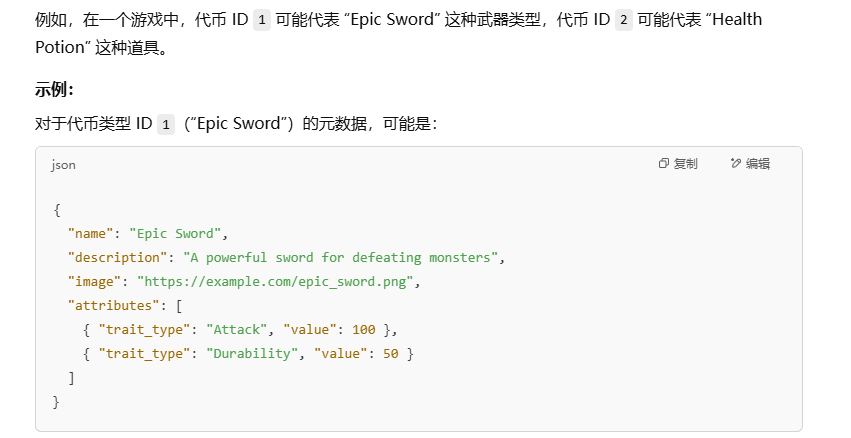 例如，在一个游戏中，代币 ID 1 可能代表 “Epic Sword” 这种武器类型，代币 ID 2 可能代表 “Health
Potion” 这种道具。
示例：
对于代币类型 ID 1（“Epic Sword”）的元数据，可能是：
json 复制 编辑
{
  "name": "Epic Sword",
  "description": "A powerful sword for defeating monsters",
  "image": "https://example.com/epic_sword.png",
  "attributes": [
    { "trait_type": "Attack", "value": 100 },
    { "trait_type": "Durability", "value": 50 }
  ]
}